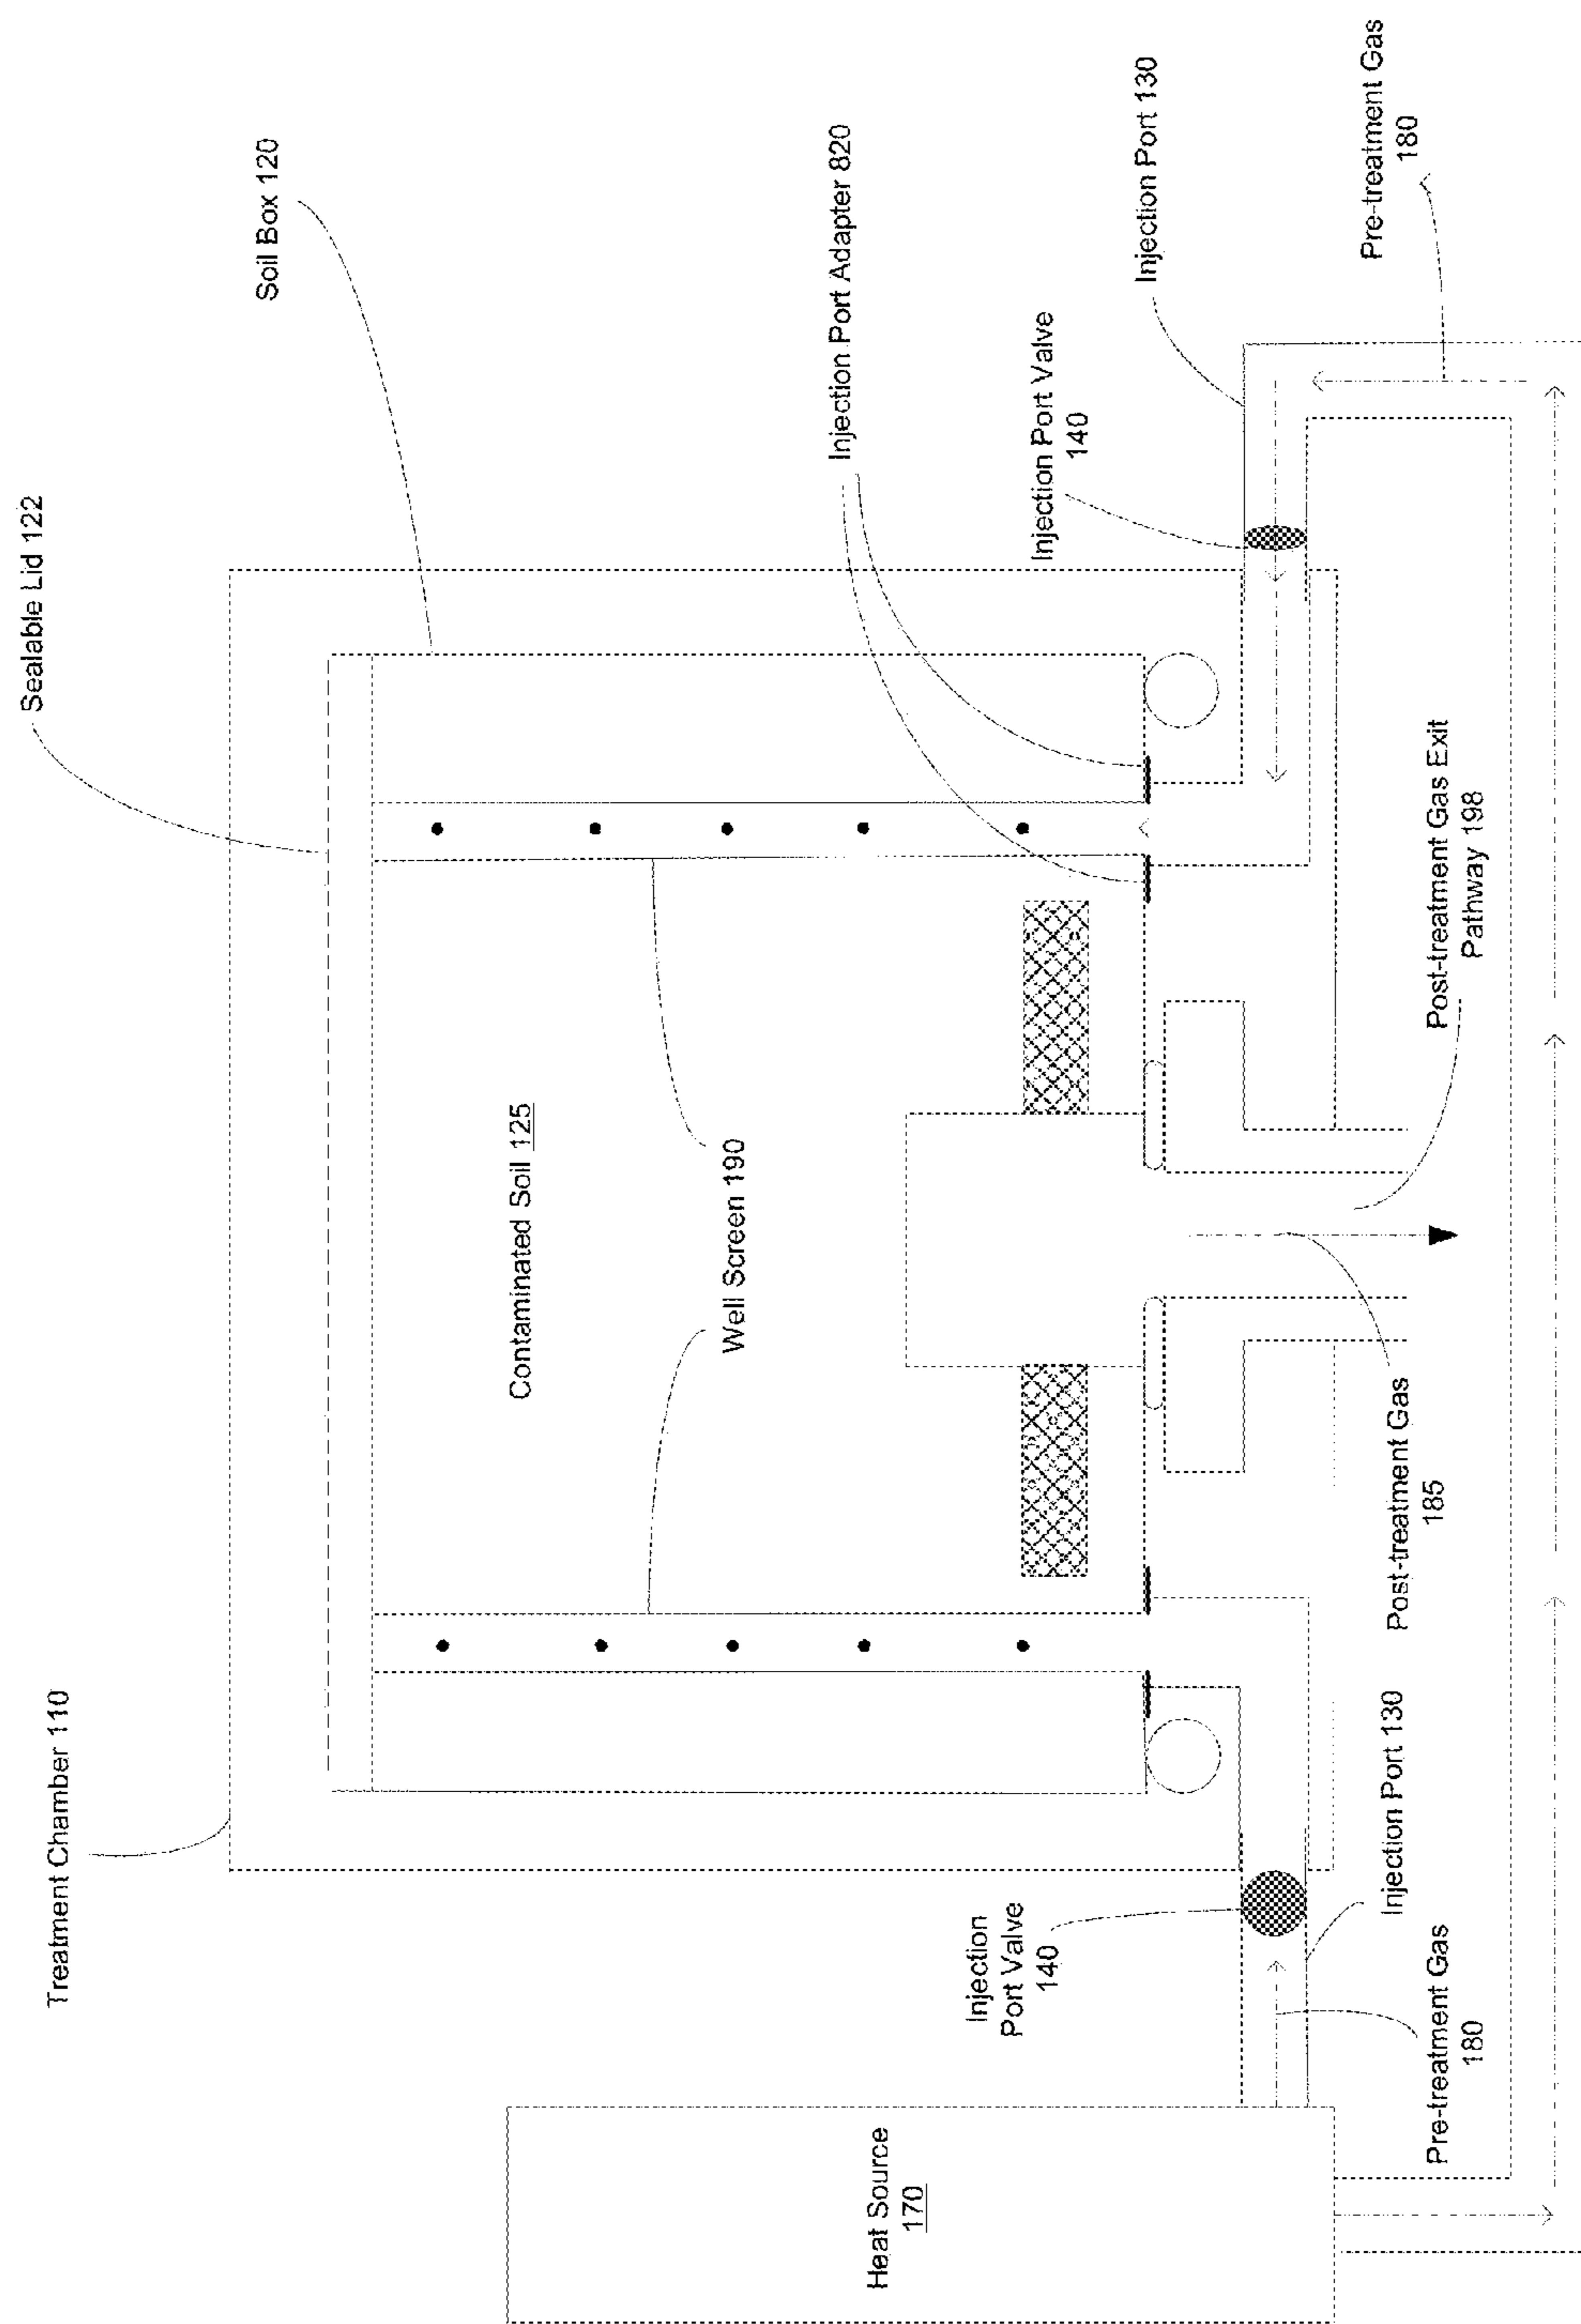 Treatment Chamber 110
Sealable Lid 122
Soil Box 120
Contaminated Soil 125
Well Screen 190
Injection Port Adapter 820
Heat Source
170
Injection
Port Valve
140
Injection Port Valve
140
Injection Port 130
Pre-treatment Gas
180
Injection Port 130
Pre-treatment Gas
180
Post-treatment Gas
185
Post-treatment Gas Exit
Pathway 198